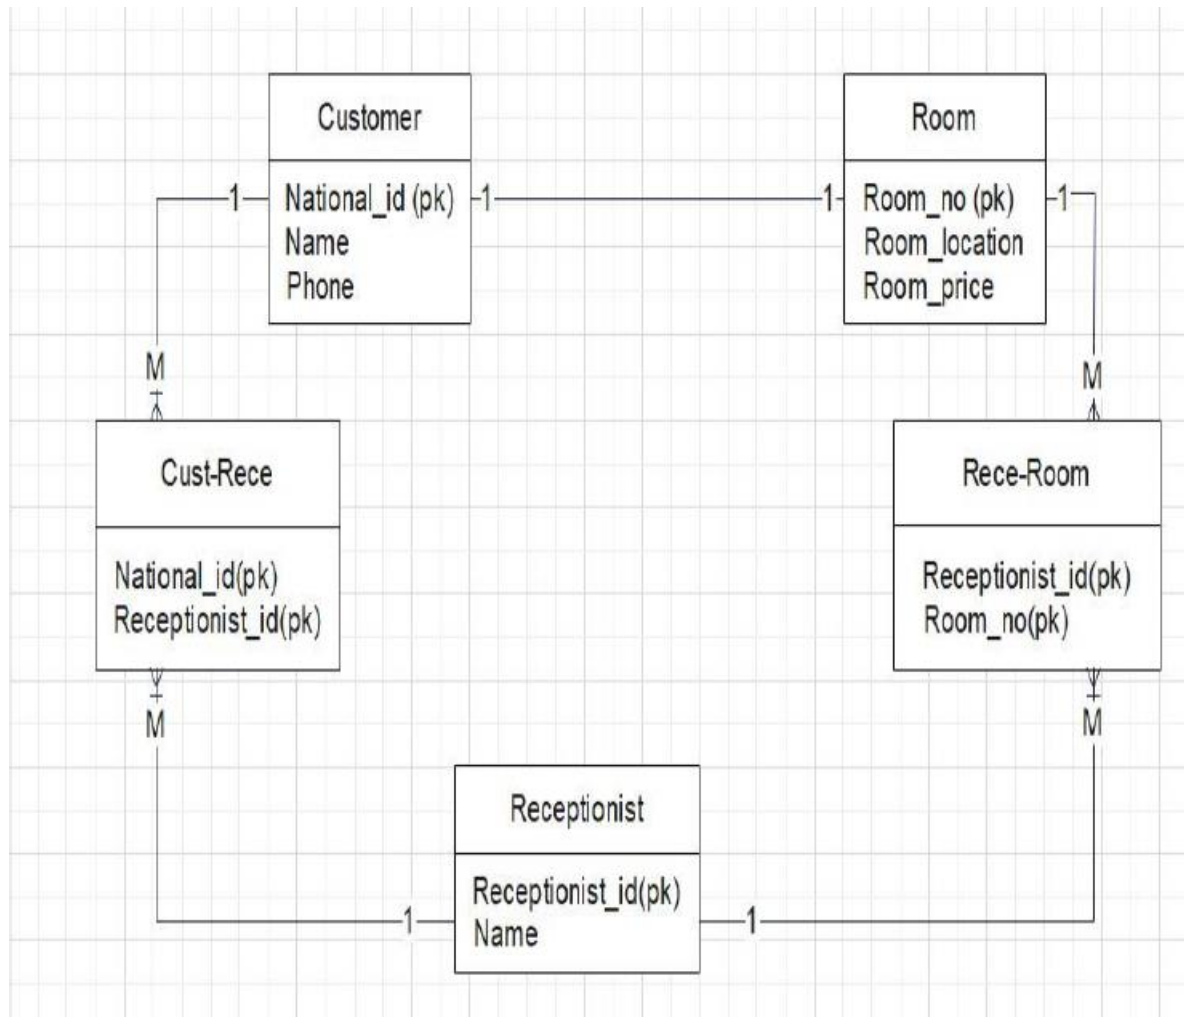 Customer
National_id (pk)
Name
Phone
1
1
1
Room
Room_no (pk)
Room_location
Room_price
1
M
M
Cust-Rece
National_id(pk)
Receptionist_id(pk)
Rece-Room
Receptionist_id(pk)
Room_no(pk)
M
M
Receptionist
Receptionist_id(pk)
Name
1
1